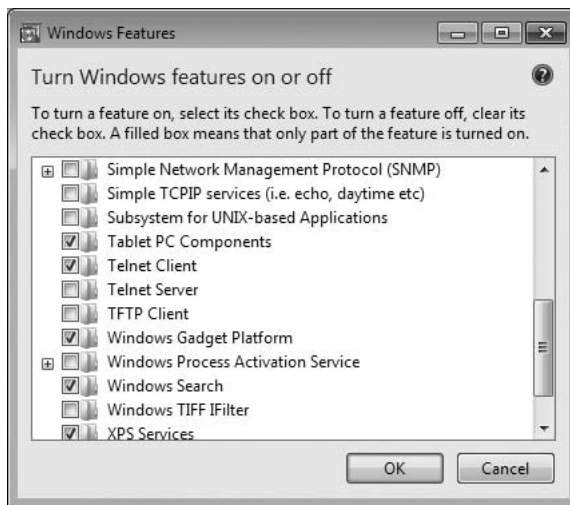 Windows Features
Turn Windows features on or off
To turn a feature on, select its check box. To turn a feature off, clear its
check box. A filled box means that only part of the feature is turned on.
Simple Network Management Protocol (SNMP)
Simple TCPIP services (i.e. echo, daytime etc)
Subsystem for UNIX-based Applications
Tablet PC Components
Telnet Client
Telnet Server
TFTP Client
Windows Gadget Platform
Windows Process Activation Service
Windows Search
Windows TIFF IFilter
XPS Services
OK Cancel